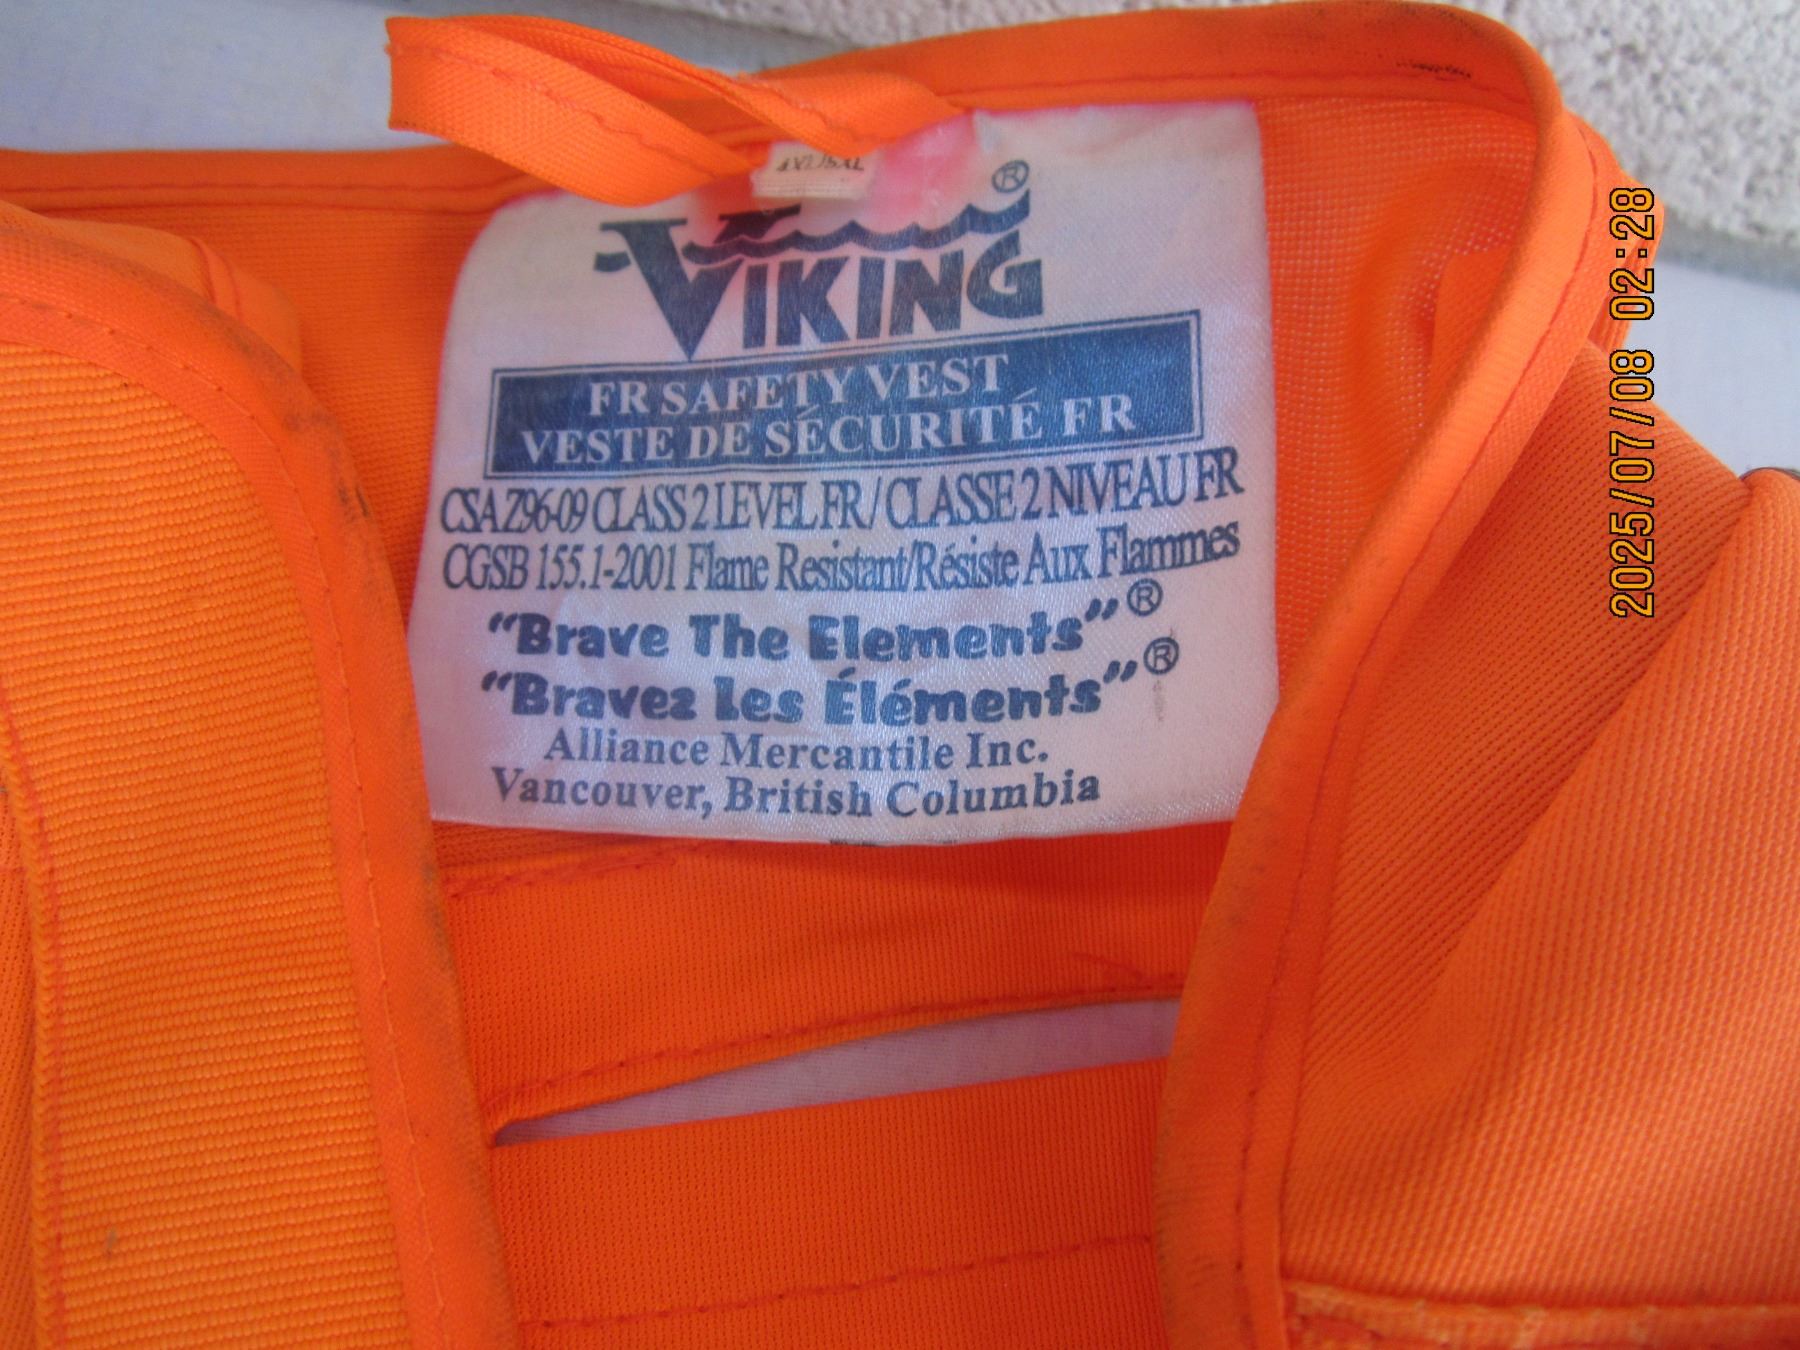 4XL/5XL
VIKING®
FR SAFETY VEST
VESTE DE SÉCURITÉ FR
CSA Z96-09 CLASS 2 LEVEL FR / CLASSE 2 NIVEAU FR
CGSB 155.1-2001 Flame Resistant/Résiste Aux Flammes
"Brave The Elements"®
"Bravez Les Éléments"®
Alliance Mercantile Inc.
Vancouver, British Columbia
2025/07/08 02:28